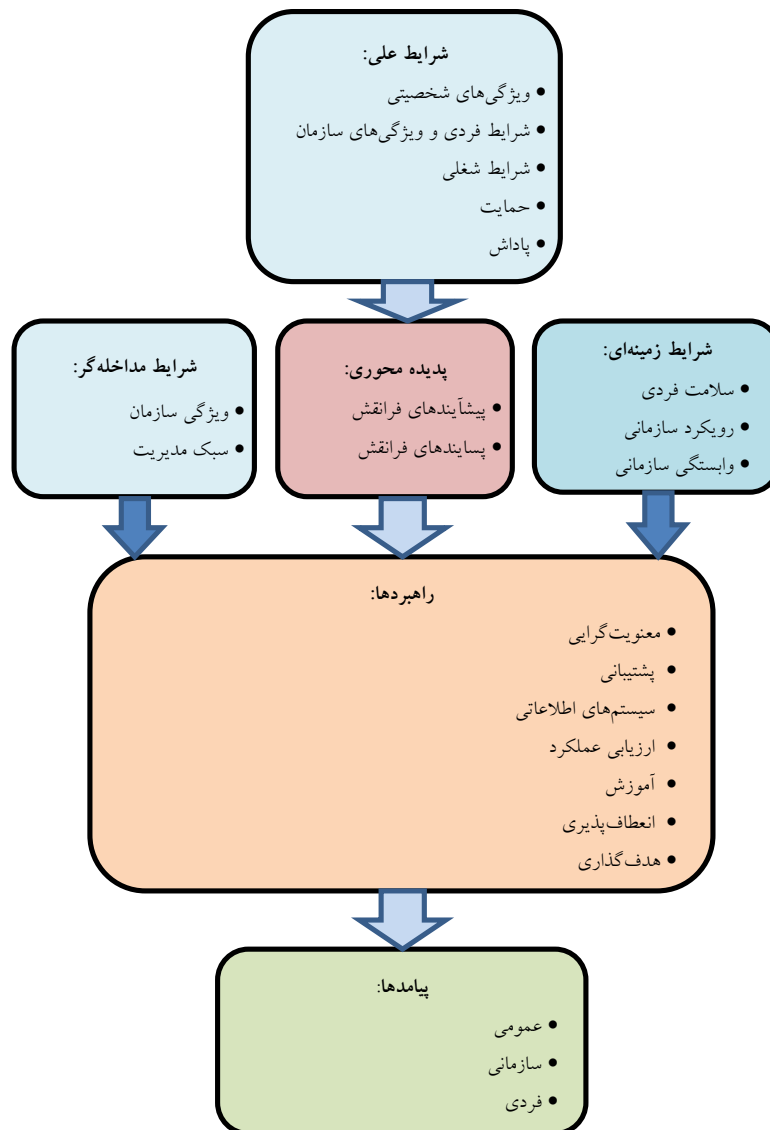 شرایط علی:
• ویژگی‌های شخصیتی
• شرایط فردی و ویژگی‌های سازمان
• شرایط شغلی
• حمایت
• پاداش
شرایط زمینه‌ای:
• سلامت فردی
• رویکرد سازمانی
• وابستگی سازمانی
پدیده محوری:
• پیشآیندهای فرانقش
• پسایندهای فرانقش
شرایط مداخله‌گر:
• ویژگی سازمان
• سبک مدیریت
راهبردها:
• معنویت‌گرایی
• پشتیبانی
• سیستم‌های اطلاعاتی
• ارزیابی عملکرد
• آموزش
• انعطاف‌پذیری
• هدف‌گذاری
پیامدها:
• عمومی
• سازمانی
• فردی